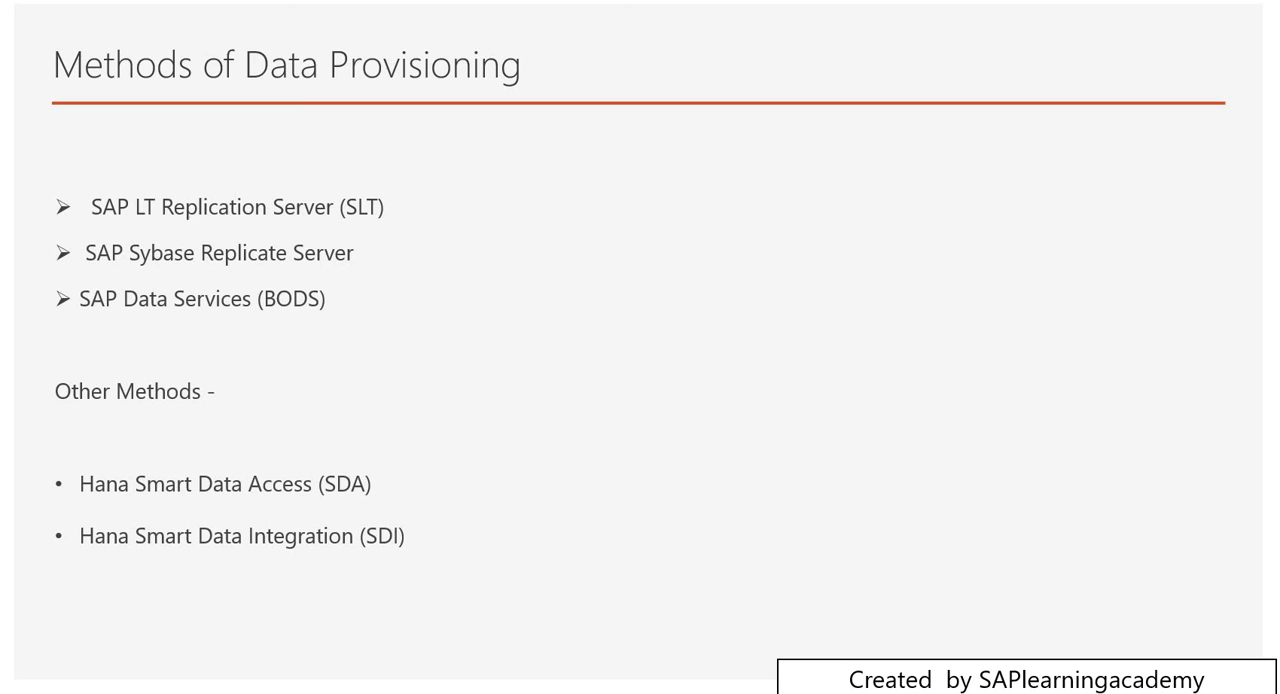 Methods of Data Provisioning
➢ SAP LT Replication Server (SLT)
➢ SAP Sybase Replicate Server
➢ SAP Data Services (BODS)
Other Methods -
• Hana Smart Data Access (SDA)
• Hana Smart Data Integration (SDI)
Created by SAPlearningacademy